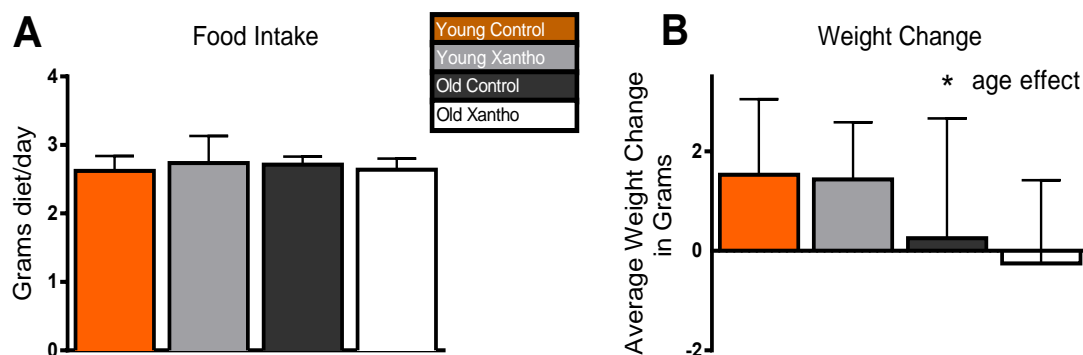 A
Food Intake
Young Control
Young Xantho
Old Control
Old Xantho
Grams diet/day
4
3
2
1
0
B
Weight Change
* age effect
Average Weight Change
in Grams
2
0
-2